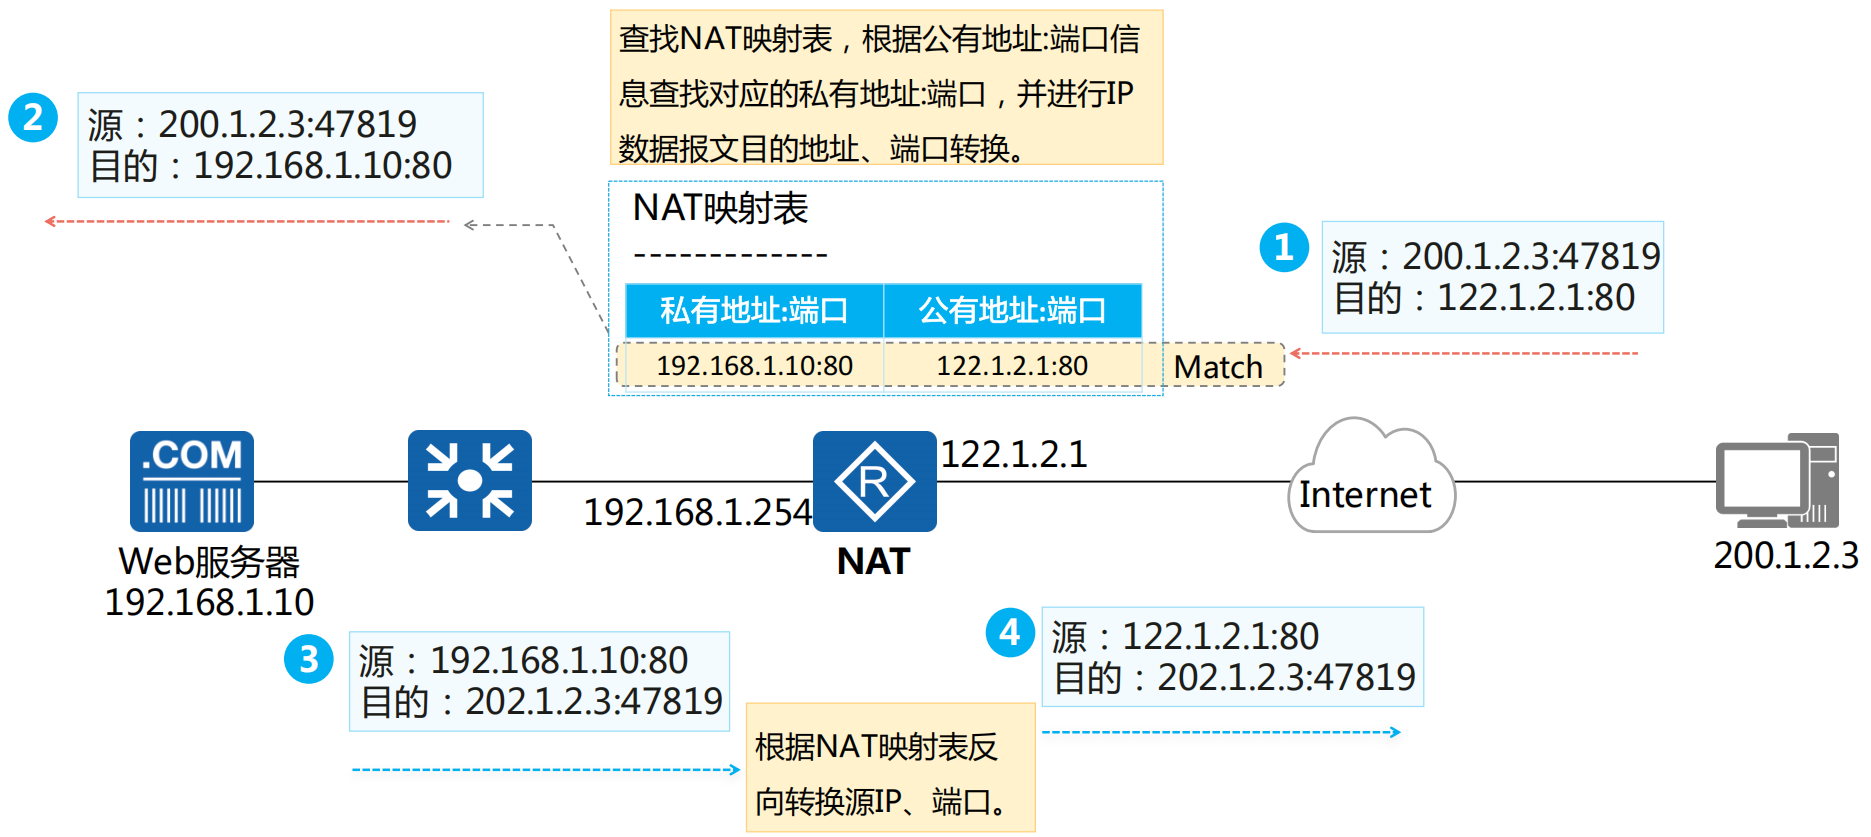 查找NAT映射表，根据公有地址:端口信
息查找对应的私有地址:端口，并进行IP
数据报文目的地址、端口转换。
2
源：200.1.2.3:47819
目的：192.168.1.10:80
NAT映射表
-------------
私有地址:端口 公有地址:端口
192.168.1.10:80 122.1.2.1:80 Match
1
源：200.1.2.3:47819
目的：122.1.2.1:80
.COM
Web服务器
192.168.1.10
192.168.1.254
R
NAT
122.1.2.1
Internet
200.1.2.3
3
源：192.168.1.10:80
目的：202.1.2.3:47819
根据NAT映射表反
向转换源IP、端口。
4
源：122.1.2.1:80
目的：202.1.2.3:47819